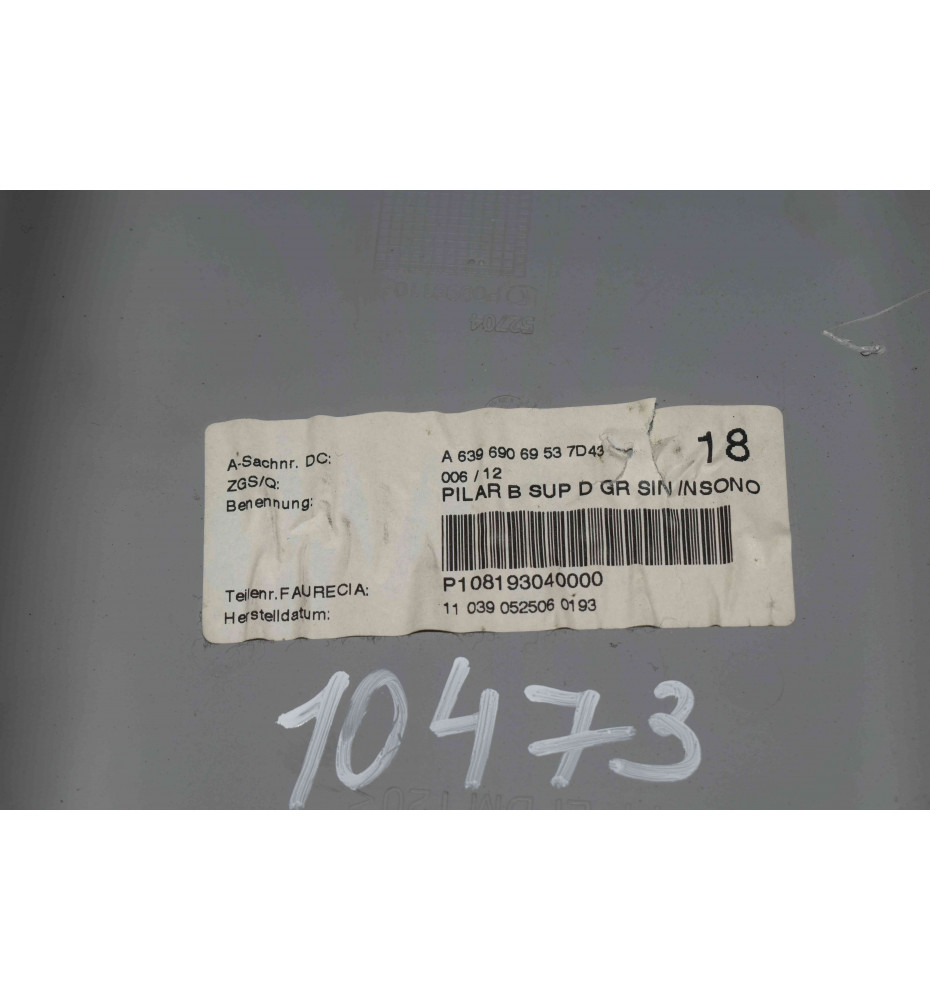 52704
A-Sachnr. DC: A 639 690 69 53 7D43 18
ZGS/Q: 006 / 12
Benennung: PILAR B SUP D GR SIN INSONO
Teilenr.FAURECIA: P108193040000
Herstelldatum: 11 039 052506 0193
10473